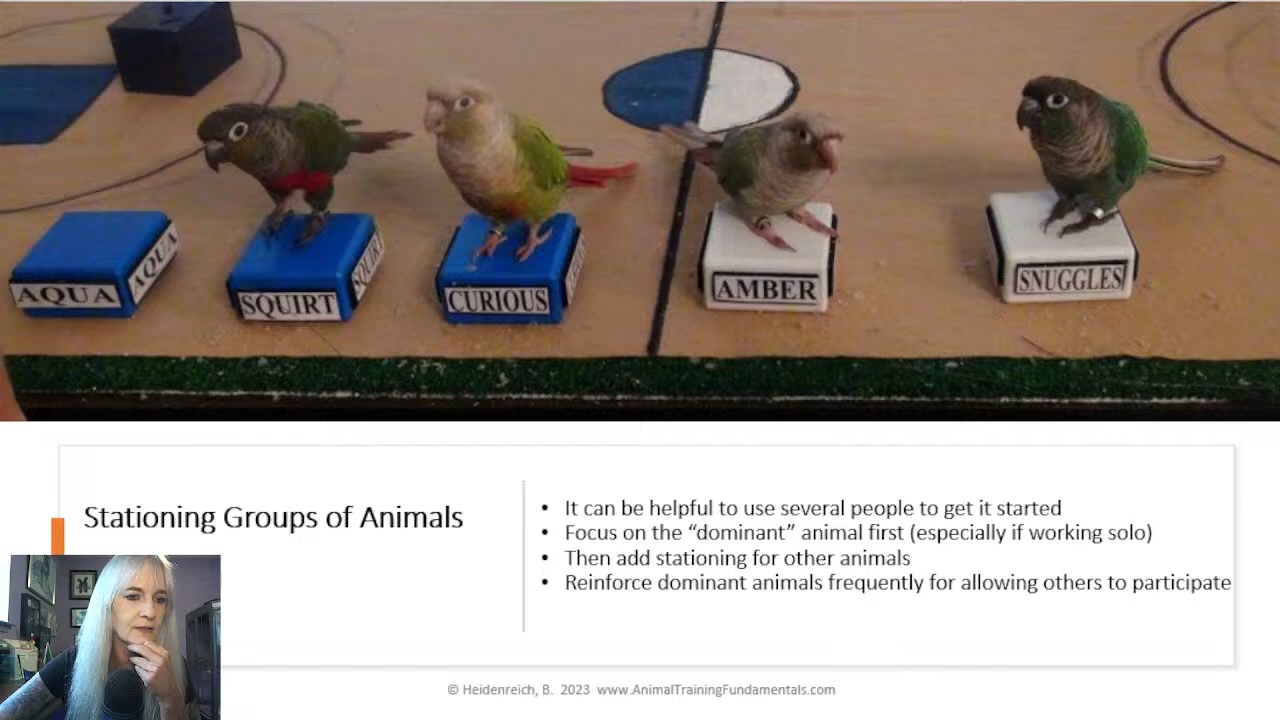 AQUA
AQUA
SQUIRT
SQUIRT
CURIOUS
AMBER
SNUGGLES
Stationing Groups of Animals
• It can be helpful to use several people to get it started
• Focus on the “dominant” animal first (especially if working solo)
• Then add stationing for other animals
• Reinforce dominant animals frequently for allowing others to participate
© Heidenreich, B. 2023 www.AnimalTrainingFundamentals.com